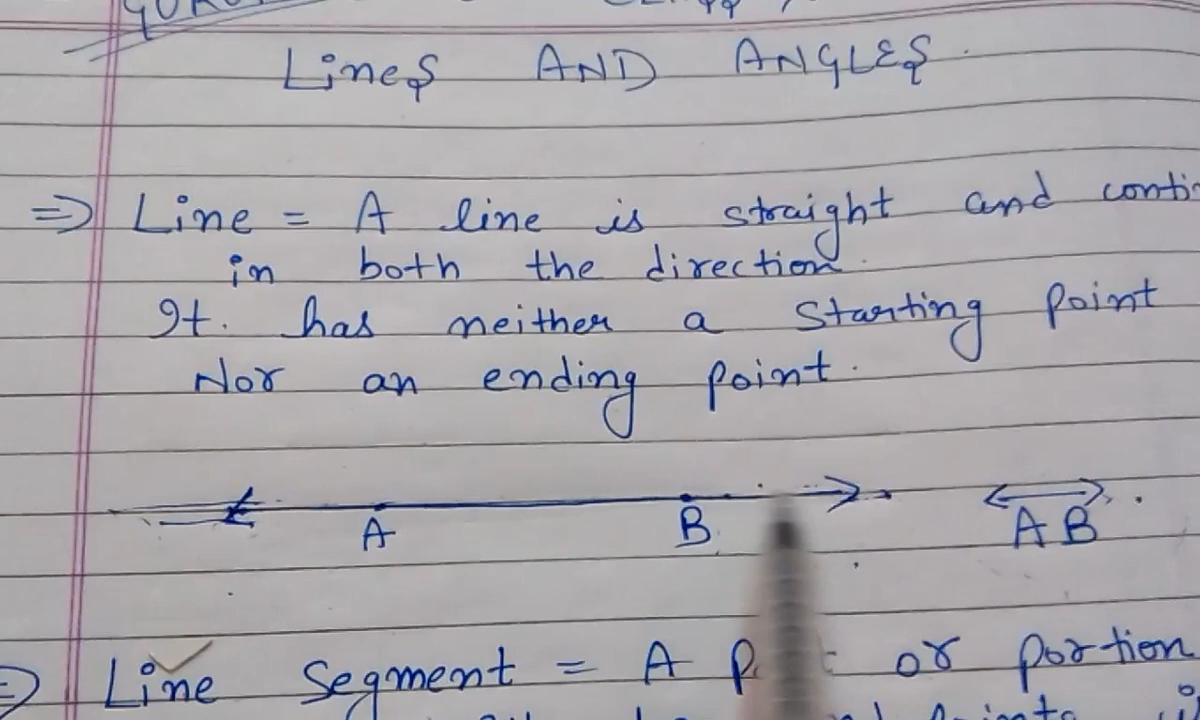 Lines AND ANGLES
⇒ Line = A line is straight and conti
in both the direction.
It. has neither a starting point
Nor an ending point.
A B AB
⇒ Line Segment = A or portion